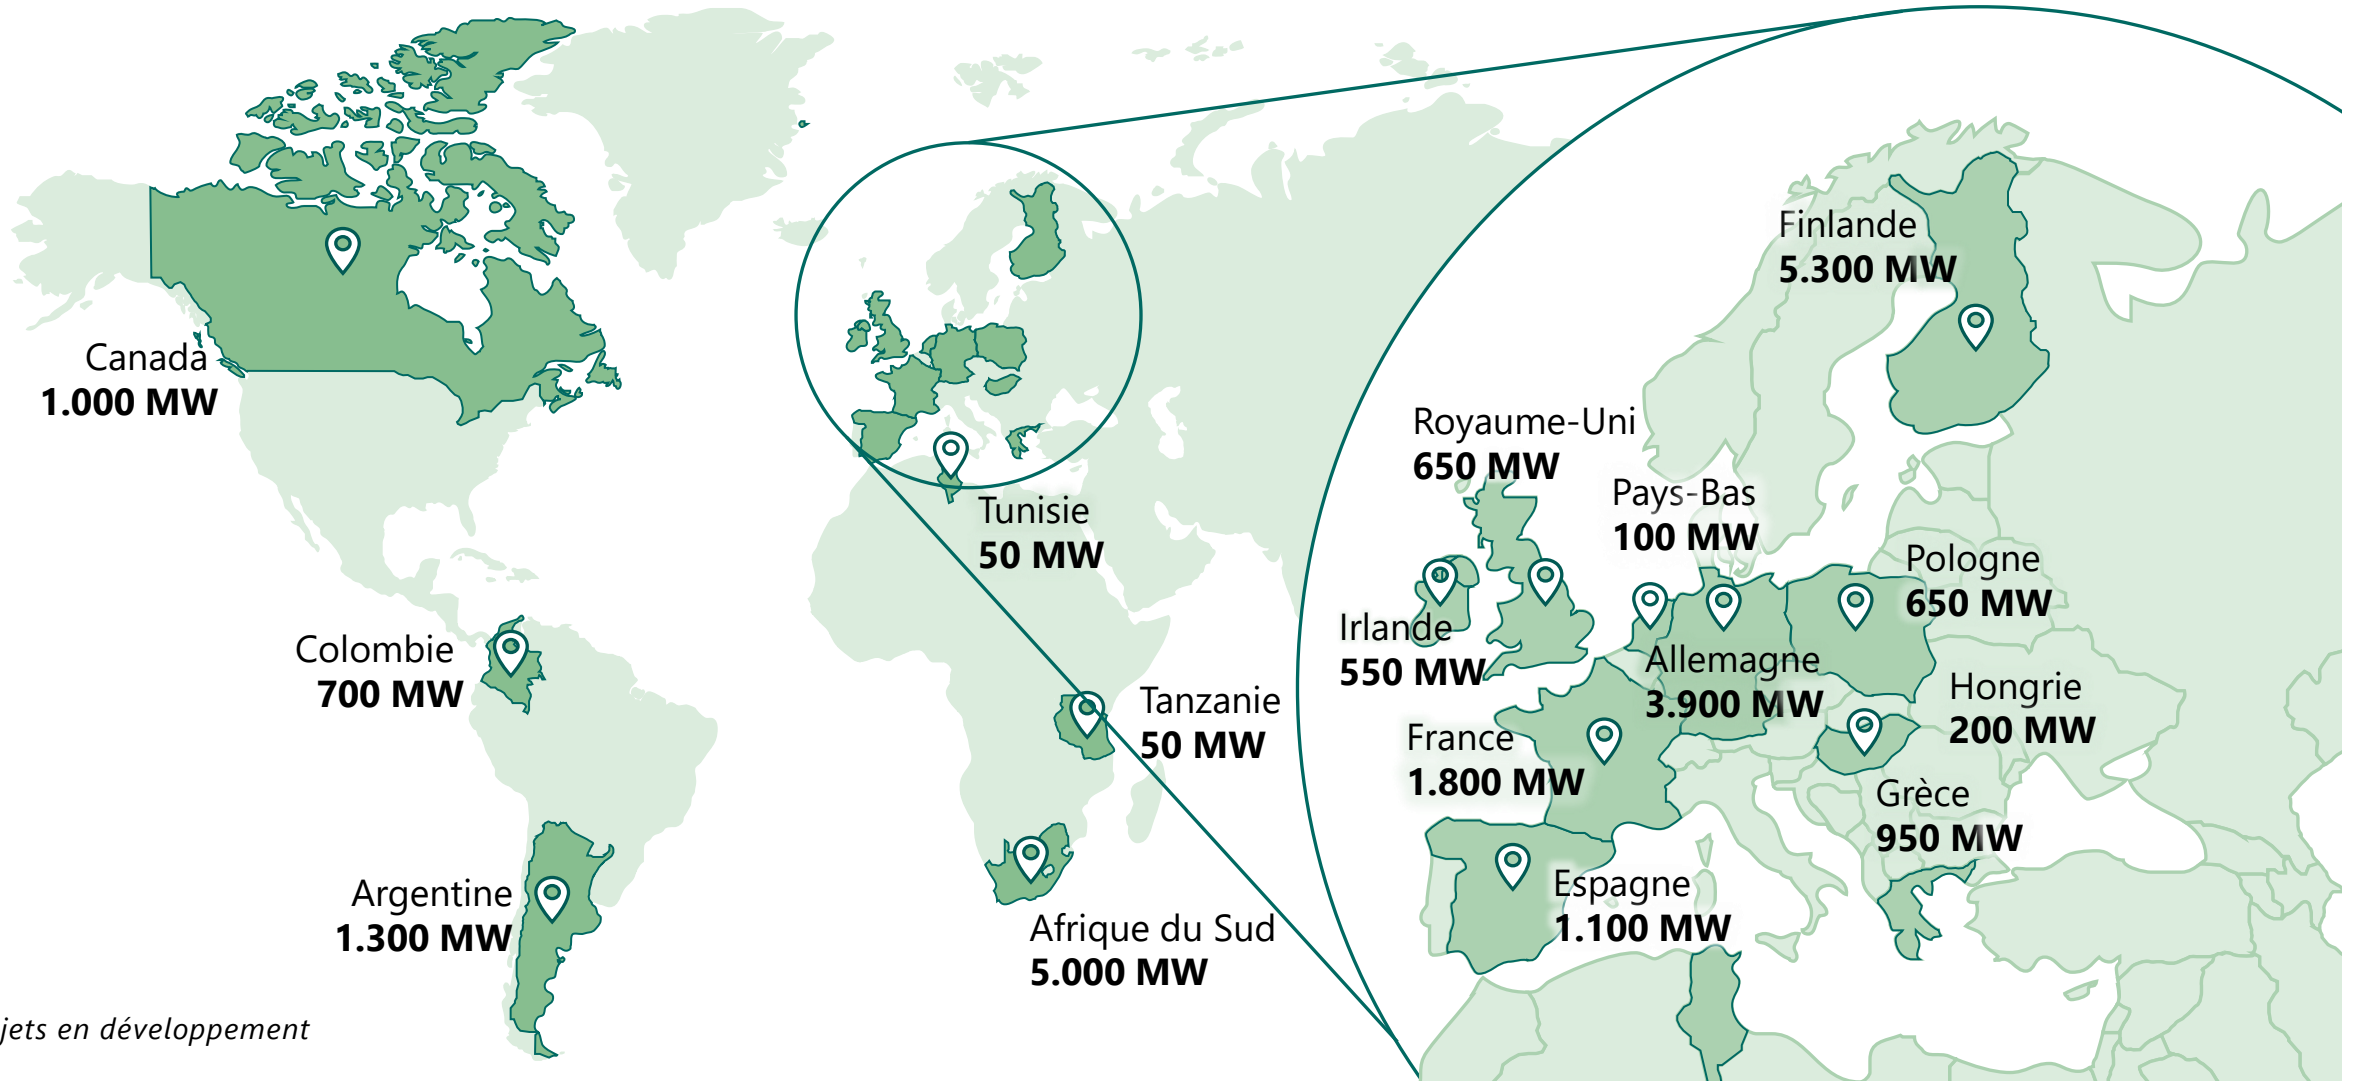 Canada
1.000 MW
Colombie
700 MW
Argentine
1.300 MW
Tunisie
50 MW
Tanzanie
50 MW
Afrique du Sud
5.000 MW
Finlande
5.300 MW
Royaume-Uni
650 MW
Pays-Bas
100 MW
Pologne
650 MW
Irlande
550 MW
Allemagne
3.900 MW
Hongrie
200 MW
France
1.800 MW
Grèce
950 MW
Espagne
1.100 MW
jets en développement